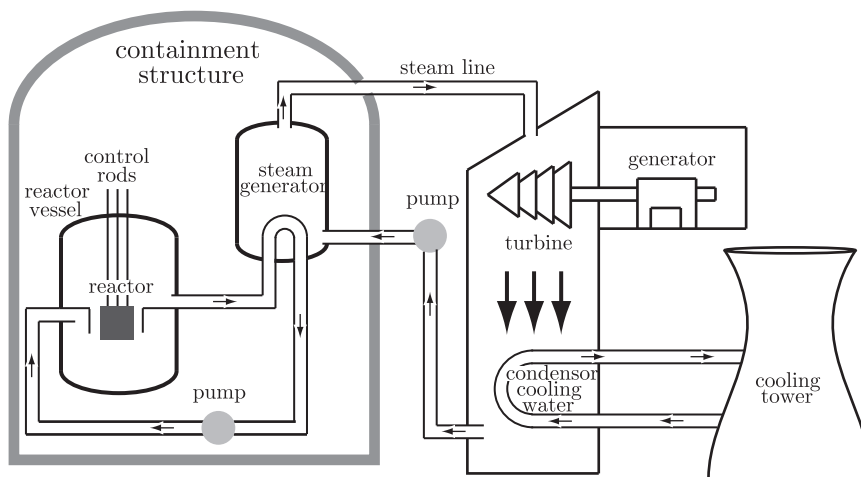 containment
structure
steam line
control
rods
reactor
vessel
steam
generator
pump
generator
turbine
reactor
condensor
cooling
water
cooling
tower
pump